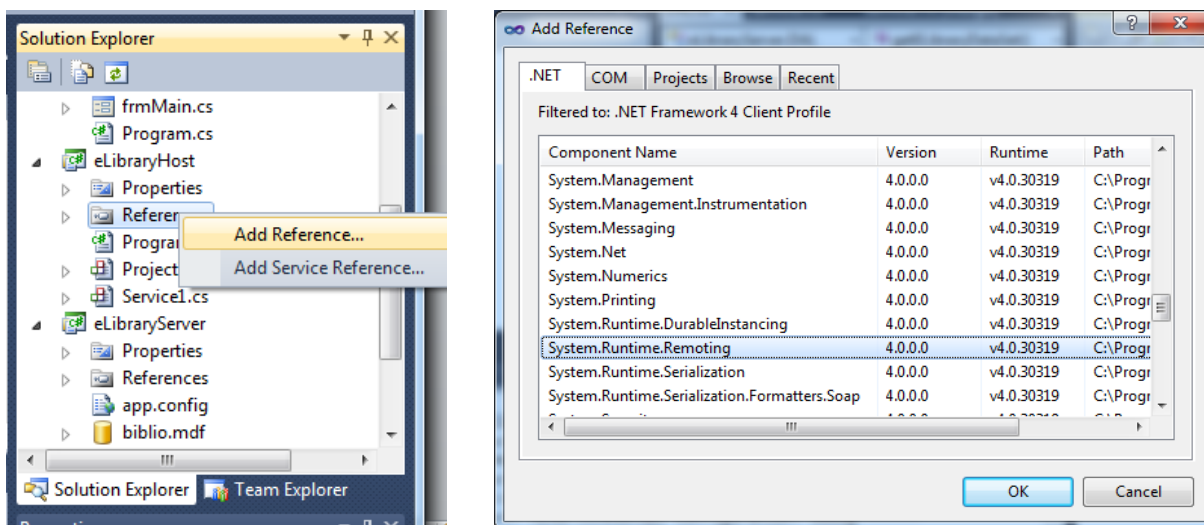 Solution Explorer
frmMain.cs
Program.cs
eLibraryHost
Properties
Referen
Add Reference...
Program
Project
Add Service Reference...
Service1.cs
eLibraryServer
Properties
References
app.config
biblio.mdf
Solution Explorer
Team Explorer
Add Reference
.NET COM Projects Browse Recent
Filtered to: .NET Framework 4 Client Profile
Component Name Version Runtime Path
System.Management 4.0.0.0 v4.0.30319 C:\Progr
System.Management.Instrumentation 4.0.0.0 v4.0.30319 C:\Progr
System.Messaging 4.0.0.0 v4.0.30319 C:\Progr
System.Net 4.0.0.0 v4.0.30319 C:\Progr
System.Numerics 4.0.0.0 v4.0.30319 C:\Progr
System.Printing 4.0.0.0 v4.0.30319 C:\Progr
System.Runtime.DurableInstancing 4.0.0.0 v4.0.30319 C:\Progr
System.Runtime.Remoting 4.0.0.0 v4.0.30319 C:\Progr
System.Runtime.Serialization 4.0.0.0 v4.0.30319 C:\Progr
System.Runtime.Serialization.Formatters.Soap 4.0.0.0 v4.0.30319 C:\Progr
OK Cancel